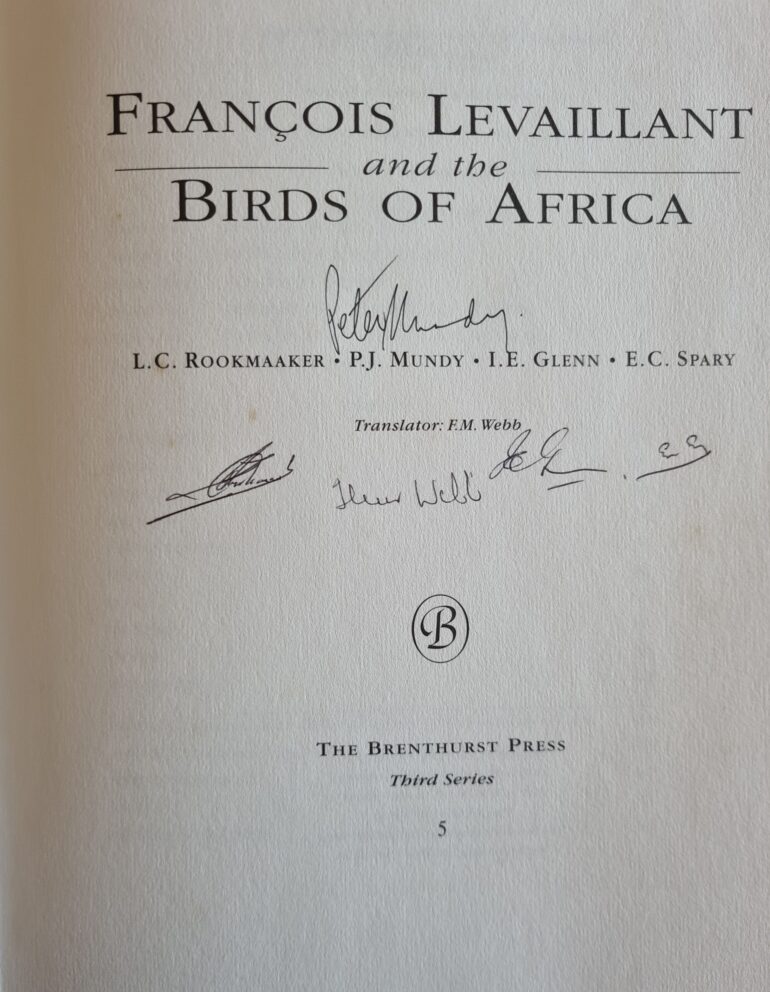 FRANÇOIS LEVAILLANT
and the
BIRDS OF AFRICA
Peter Mundy.
L.C. ROOKMAAKER • P.J. MUNDY • I.E. GLENN • E.C. SPARY
Translator: F.M. Webb
Webb
B
THE BRENTHURST PRESS
Third Series
5